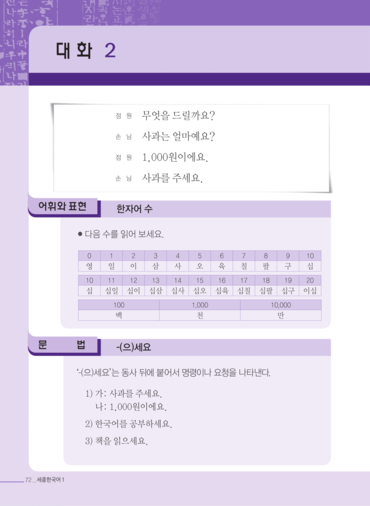 대화 2
점 원 무엇을 드릴까요?
손 님 사과는 얼마예요?
점 원 1,000원이에요.
손 님 사과를 주세요.
어휘와 표현 한자어 수
● 다음 수를 읽어 보세요.
0 1 2 3 4 5 6 7 8 9 10
영 일 이 삼 사 오 육 칠 팔 구 십
10 11 12 13 14 15 16 17 18 19 20
십 십일 십이 십삼 십사 십오 십육 십칠 십팔 십구 이십
100 1,000 10,000
백 천 만
문 법 -(으)세요
'-(으)세요'는 동사 뒤에 붙어서 명령이나 요청을 나타낸다.
1) 가: 사과를 주세요.
나: 1,000원이에요.
2) 한국어를 공부하세요.
3) 책을 읽으세요.
72 _ 세종한국어 1